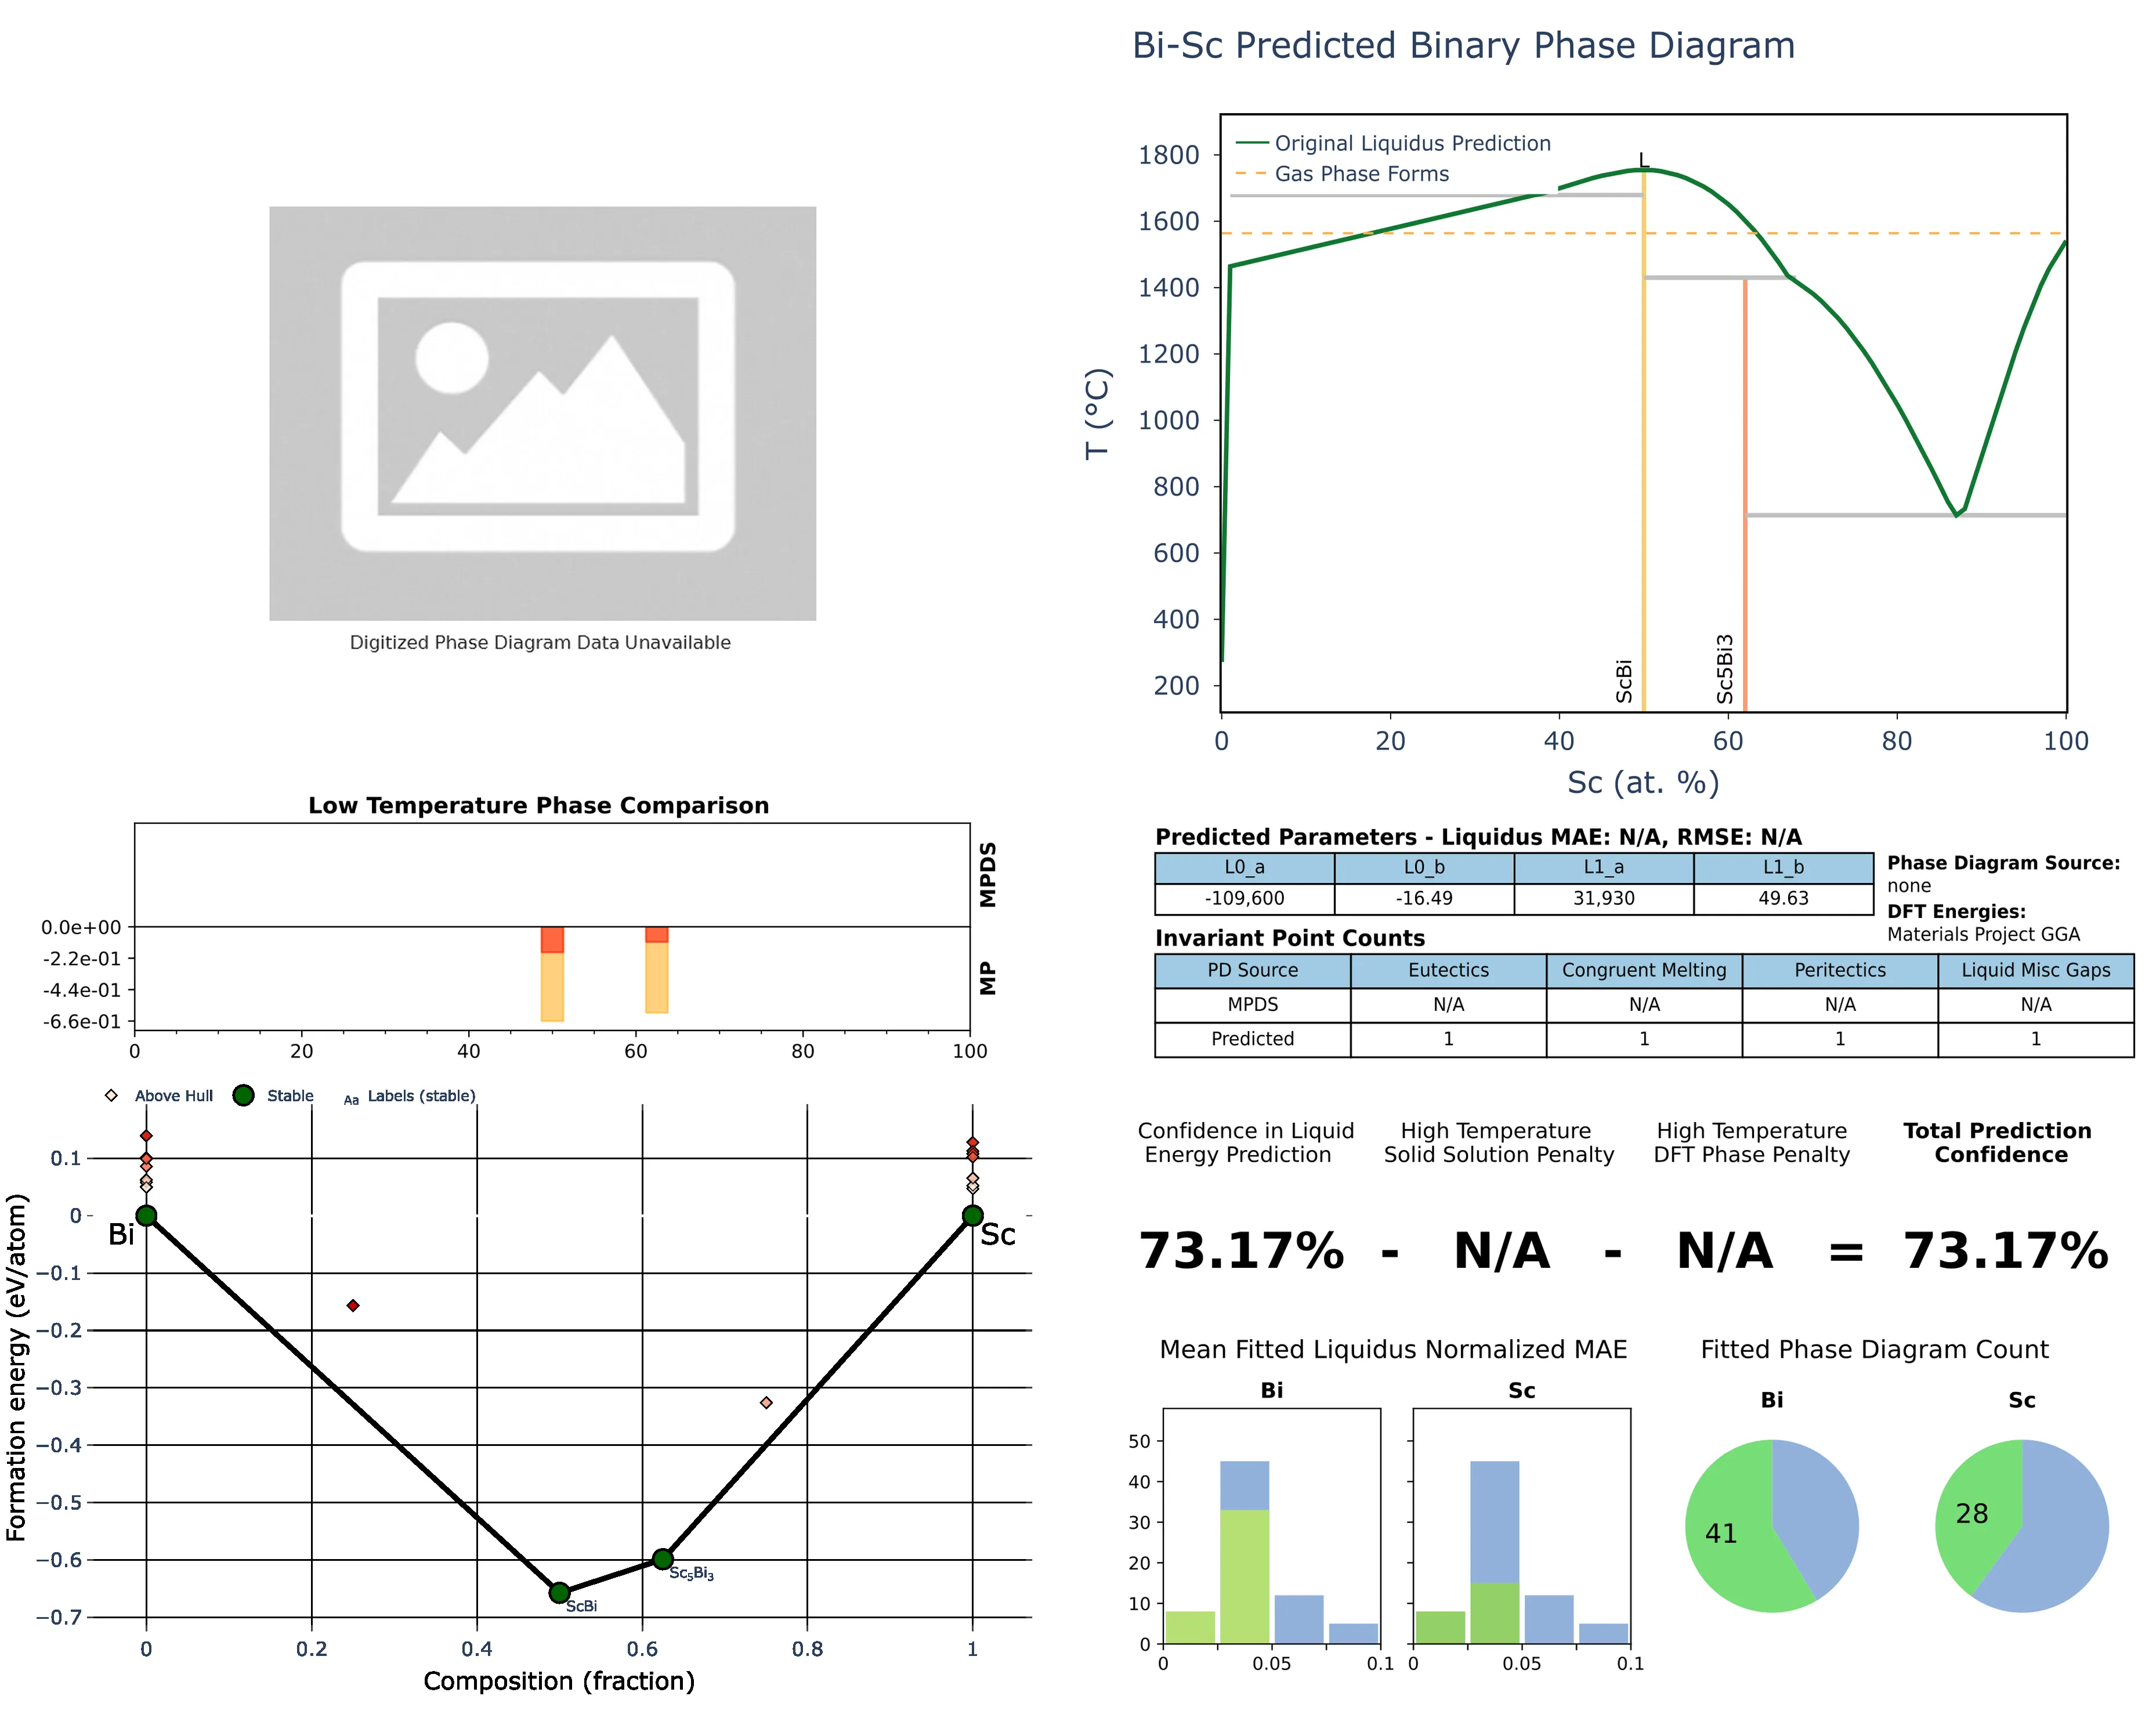 Bi-Sc Predicted Binary Phase Diagram
Original Liquidus Prediction
Gas Phase Forms
L
1800
1600
1400
1200
1000
800
600
400
200
T (°C)
ScBi
Sc5Bi3
0 20 40 60 80 100
Sc (at. %)
Digitized Phase Diagram Data Unavailable
Low Temperature Phase Comparison
MPDS
MP
0.0e+00
-2.2e-01
-4.4e-01
-6.6e-01
0 20 40 60 80 100
Predicted Parameters - Liquidus MAE: N/A, RMSE: N/A
L0_a L0_b L1_a L1_b
-109,600 -16.49 31,930 49.63
Phase Diagram Source:
none
DFT Energies:
Materials Project GGA
Invariant Point Counts
PD Source Eutectics Congruent Melting Peritectics Liquid Misc Gaps
MPDS N/A N/A N/A N/A
Predicted 1 1 1 1
Above Hull Stable Aa Labels (stable)
0.1
0
−0.1
−0.2
−0.3
−0.4
−0.5
−0.6
−0.7
Formation energy (eV/atom)
Bi
Sc
ScBi
Sc₅Bi₃
0 0.2 0.4 0.6 0.8 1
Composition (fraction)
Confidence in Liquid
Energy Prediction
High Temperature
Solid Solution Penalty
High Temperature
DFT Phase Penalty
Total Prediction
Confidence
73.17% - N/A - N/A = 73.17%
Mean Fitted Liquidus Normalized MAE
Bi
Sc
50
40
30
20
10
0
0 0.05 0.1
0 0.05 0.1
Fitted Phase Diagram Count
Bi
Sc
41
28